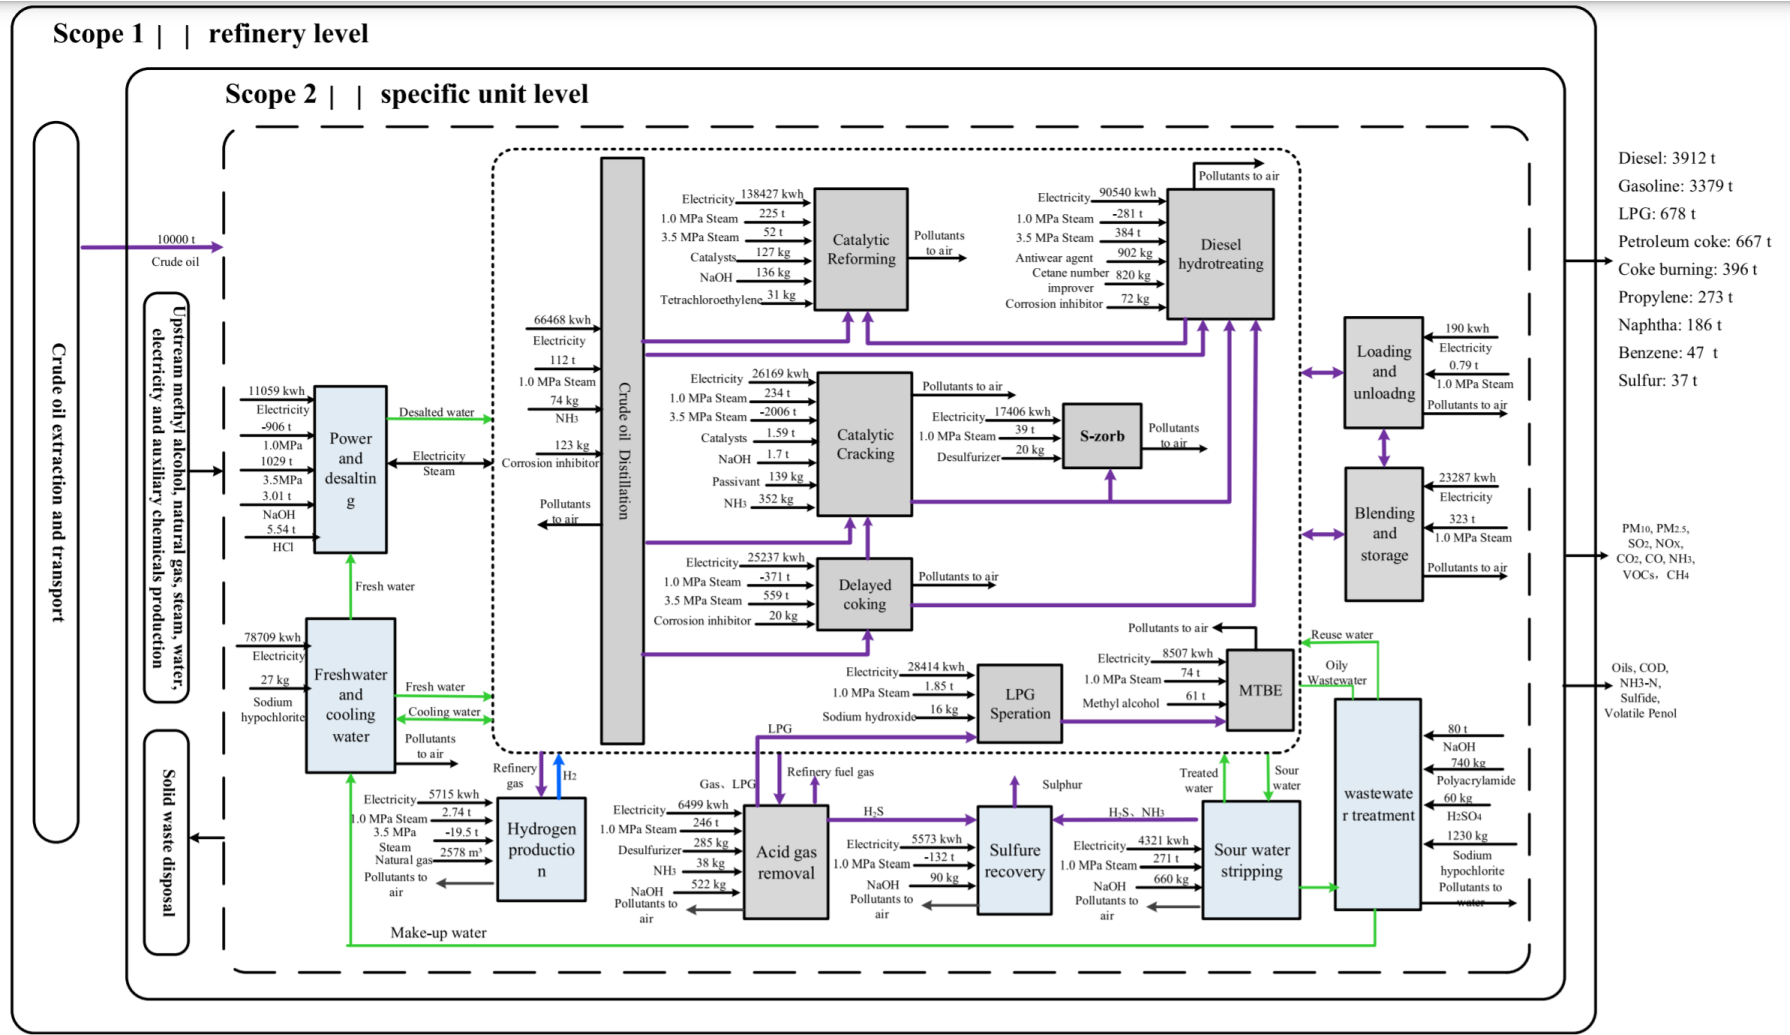 Scope 1 | | refinery level
Scope 2 | | specific unit level
Crude oil extraction and transport
10000 t
Crude oil
Upstream methyl alcohol, natural gas, steam, water,
electricity and auxiliary chemicals production
Solid waste disposal
11059 kwh
Electricity
-906 t
1.0MPa
1029 t
3.5MPa
3.01 t
NaOH
5.54 t
HCl
Power
and
desaltin
g
Desalted water
Electricity
Steam
Fresh water
78709 kwh
Electricity
27 kg
Sodium
hypochlorite
Freshwater
and
cooling
water
Fresh water
Cooling water
Pollutants
to air
66468 kwh
Electricity
112 t
1.0 MPa Steam
74 kg
NH3
123 kg
Corrosion inhibitor
Pollutants
to air
Crude oil Distillation
Electricity 138427 kwh
1.0 MPa Steam 225 t
3.5 MPa Steam 52 t
Catalysts 127 kg
NaOH 136 kg
Tetrachloroethylene 31 kg
Catalytic
Reforming
Pollutants
to air
Electricity 90540 kwh
1.0 MPa Steam -281 t
3.5 MPa Steam 384 t
Antiwear agent 902 kg
Cetane number
improver 820 kg
Corrosion inhibitor 72 kg
Diesel
hydrotreating
Pollutants to air
Electricity 26169 kwh
1.0 MPa Steam 234 t
3.5 MPa Steam -2006 t
Catalysts 1.59 t
NaOH 1.7 t
Passivant 139 kg
NH3 352 kg
Catalytic
Cracking
Pollutants to air
Electricity 17406 kwh
1.0 MPa Steam 39 t
Desulfurizer 20 kg
S-zorb
Pollutants
to air
Electricity 25237 kwh
1.0 MPa Steam -371 t
3.5 MPa Steam 559 t
Corrosion inhibitor 20 kg
Delayed
coking
Pollutants to air
Electricity 28414 kwh
1.0 MPa Steam 1.85 t
Sodium hydroxide 16 kg
LPG
Speration
Pollutants to air
Electricity 8507 kwh
1.0 MPa Steam 74 t
Methyl alcohol 61 t
MTBE
LPG
Loading
and
unloadng
190 kwh
Electricity
0.79 t
1.0 MPa Steam
Pollutants to air
Blending
and
storage
23287 kwh
Electricity
323 t
1.0 MPa Steam
Pollutants to air
Reuse water
Oily
Wastewater
wastewate
r treatment
80 t
NaOH
740 kg
Polyacrylamide
60 kg
H2SO4
1230 kg
Sodium
hypochlorite
Pollutants to
water
Refinery
gas
H2
Electricity 5715 kwh
1.0 MPa Steam 2.74 t
3.5 MPa
Steam -19.5 t
Natural gas 2578 m³
Pollutants to
air
Hydrogen
productio
n
Gas、LPG
Refinery fuel gas
Electricity 6499 kwh
1.0 MPa Steam 246 t
Desulfurizer 285 kg
NH3 38 kg
NaOH 522 kg
Pollutants to
air
Acid gas
removal
H2S
Sulphur
Electricity 5573 kwh
1.0 MPa Steam -132 t
NaOH 90 kg
Pollutants to
air
Sulfure
recovery
H2S、NH3
Treated
water
Sour
water
Electricity 4321 kwh
1.0 MPa Steam 271 t
NaOH 660 kg
Pollutants to
air
Sour water
stripping
Make-up water
Diesel: 3912 t
Gasoline: 3379 t
LPG: 678 t
Petroleum coke: 667 t
Coke burning: 396 t
Propylene: 273 t
Naphtha: 186 t
Benzene: 47 t
Sulfur: 37 t
PM10, PM2.5,
SO2, NOX,
CO2, CO, NH3,
VOCs, CH4
Oils, COD,
NH3-N,
Sulfide,
Volatile Penol